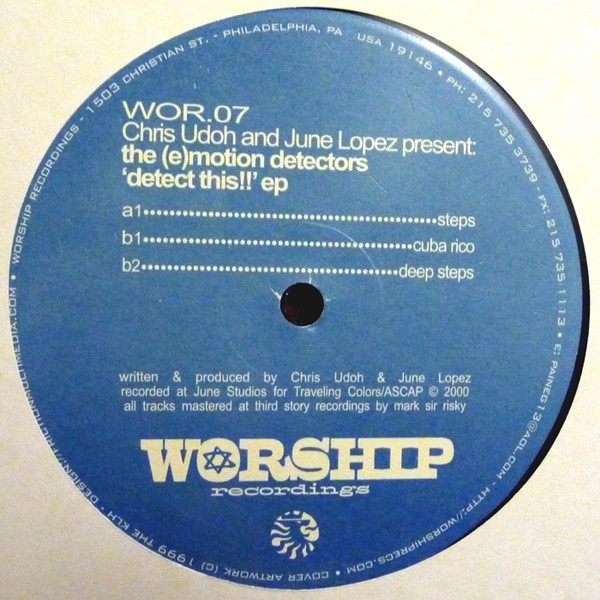 WORSHIP RECORDINGS - 1503 CHRISTIAN ST. - PHILADELPHIA, PA USA 19146 • PH: 215 735 3739 - FX: 215 735 1113 • E: PAINEG13@AOL.COM - HTTP://WORSHIPRECS.COM • COVER ARTWORK (C) 1999 THE KLH - DESIGN://FRICTIONMULTIMEDIA.COM •
WOR.07
Chris Udoh and June Lopez present:
the (e)motion detectors
‘detect this!!’ ep
a1••••••••••••••••••••••••••••••••••••••••steps
b1••••••••••••••••••••••••••••••••••••cuba rico
b2••••••••••••••••••••••••••••••••••deep steps
written & produced by Chris Udoh & June Lopez
recorded at June Studios for Traveling Colors/ASCAP © 2000
all tracks mastered at third story recordings by mark sir risky
WORSHIP
recordings